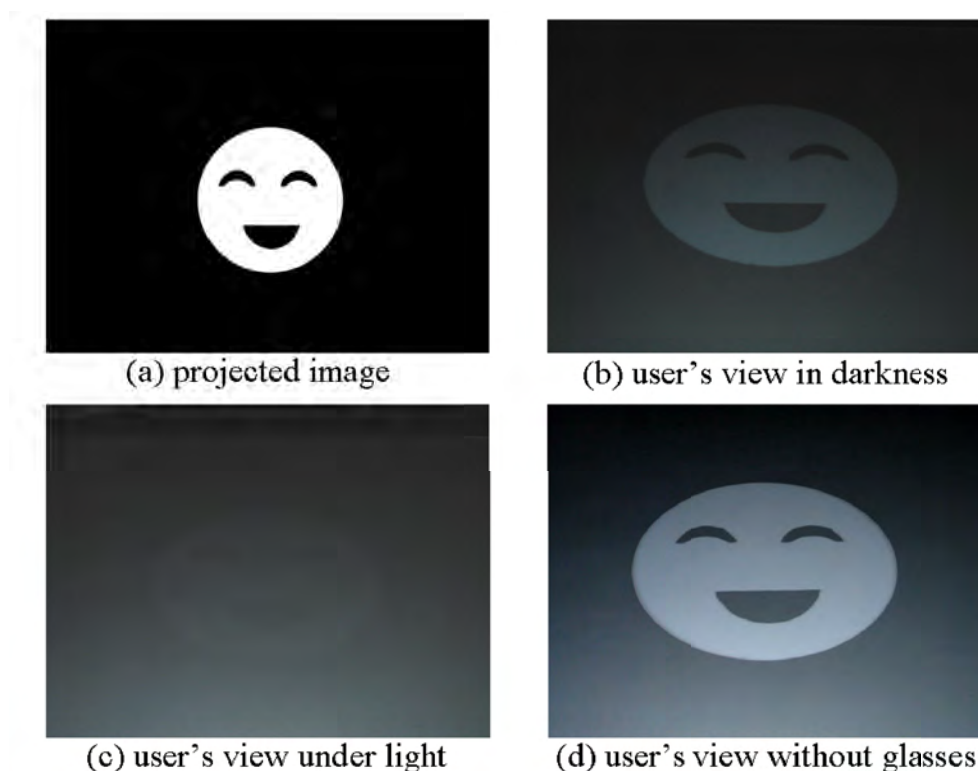 (a) projected image
(b) user's view in darkness
(c) user's view under light
(d) user's view without glasses